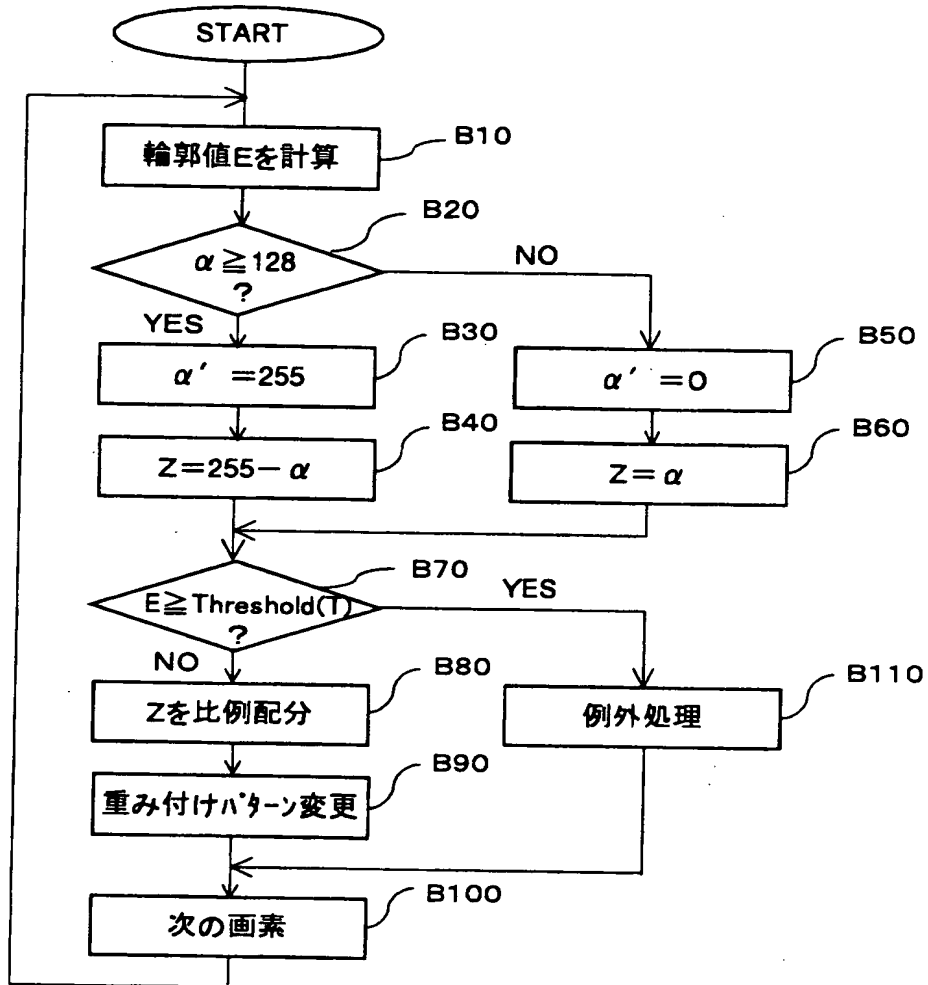 START
輪郭値Eを計算
B10
B20
α≧128
?
NO
YES
B30
α′=255
B50
α′=0
B40
Z=255-α
B60
Z=α
B70
E≧Threshold(T)
?
YES
NO
B80
Zを比例配分
B110
例外処理
B90
重み付けパターン変更
B100
次の画素